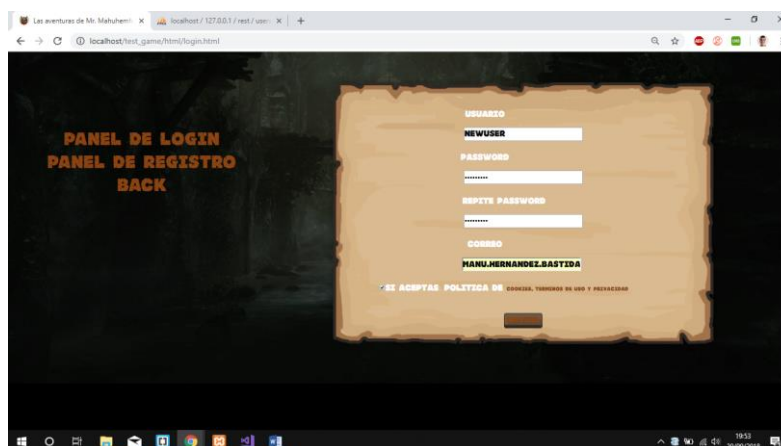 Las aventuras de Mr. Mahuhemi
localhost / 127.0.0.1 / rest / user
localhost/test_game/html/login.html
PANEL DE LOGIN
PANEL DE REGISTRO
BACK
USUARIO
NEWUSER
PASSWORD
•••••••••
REPITE PASSWORD
•••••••••
CORREO
MANU.HERNANDEZ.BASTIDA
SI ACEPTAS POLITICA DE COOKIES, TERMINOS DE USO Y PRIVACIDAD
19:53